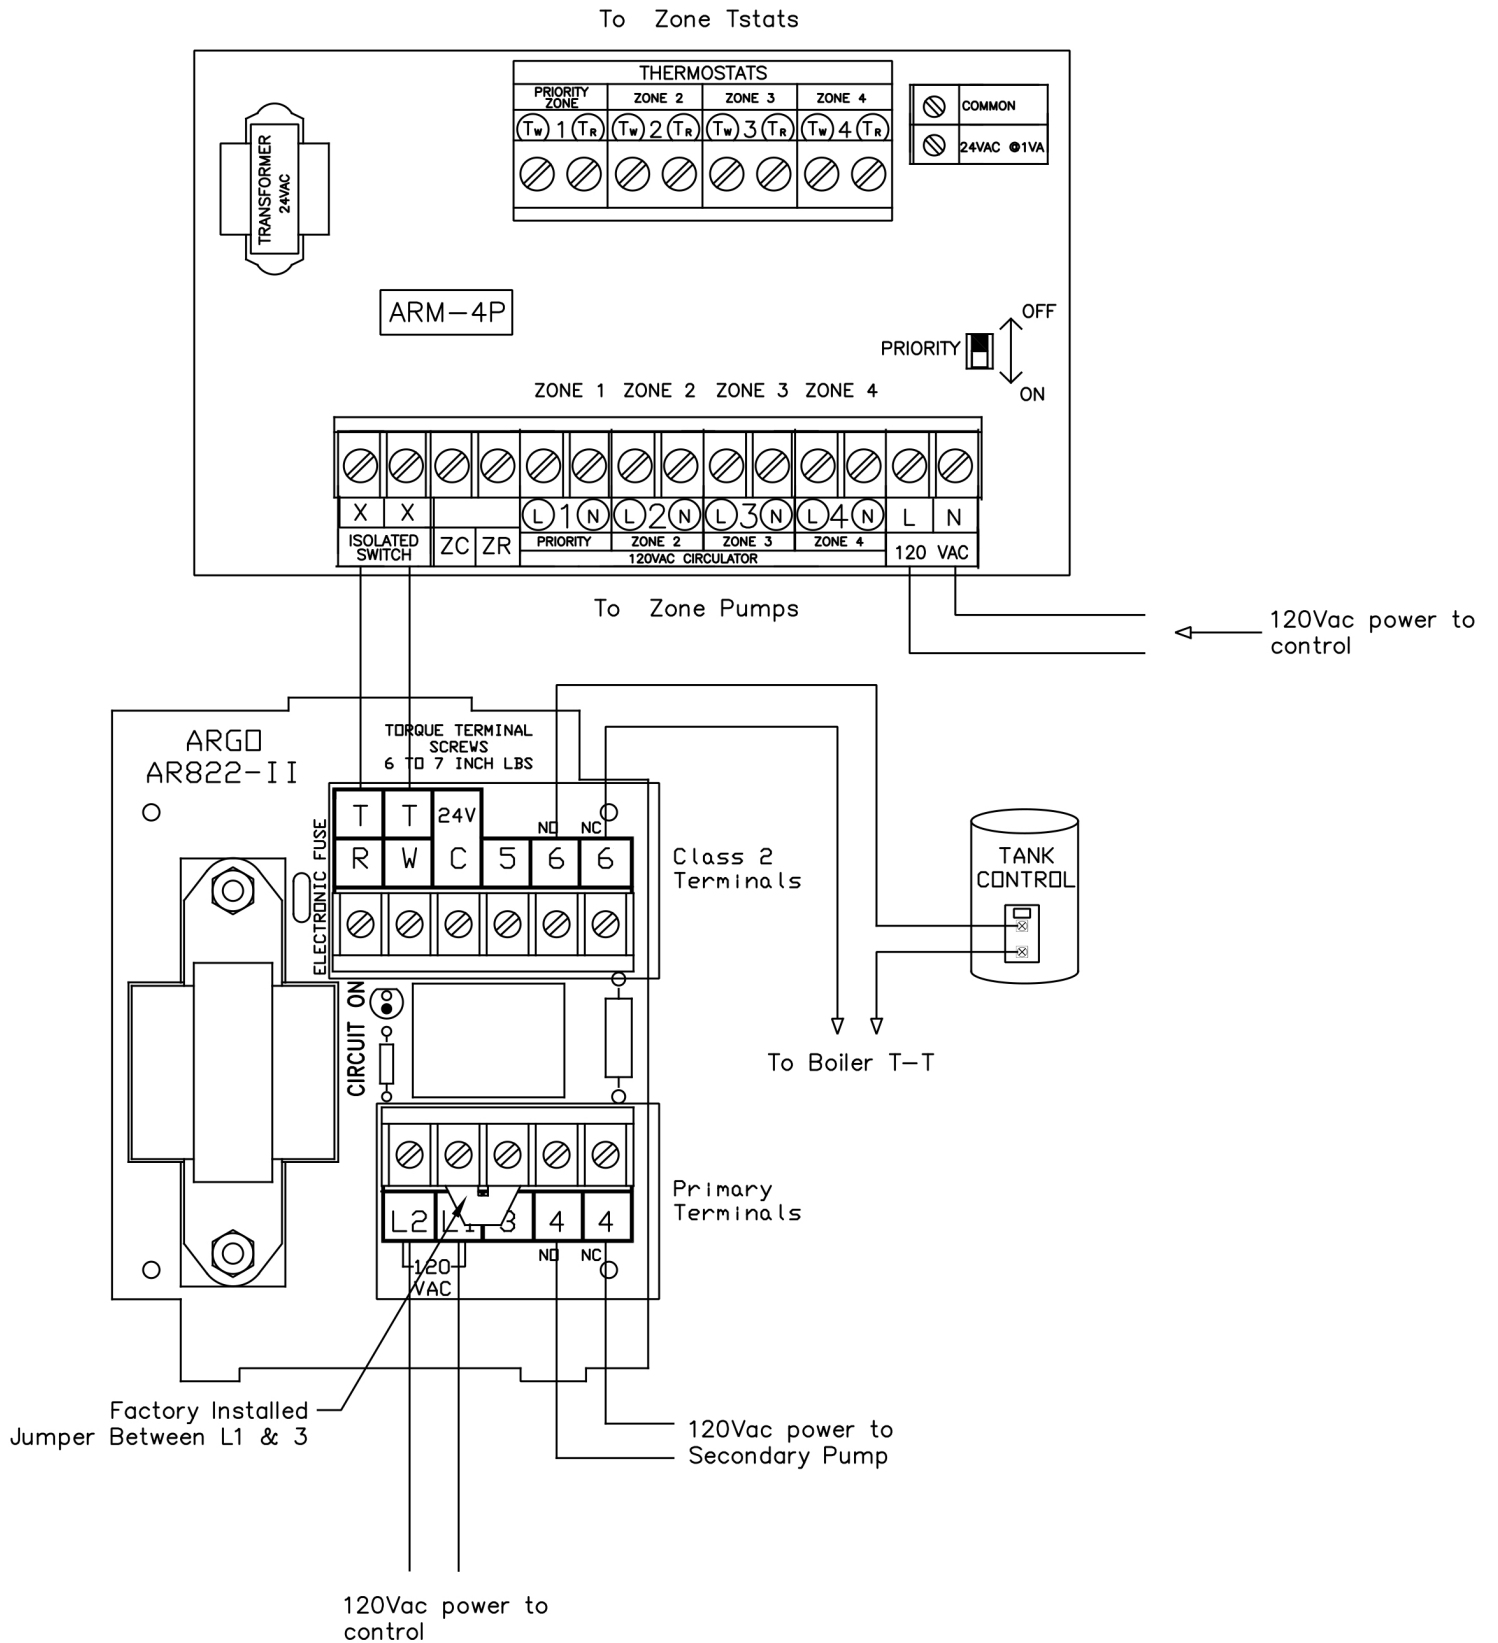 To Zone Tstats
THERMOSTATS
PRIORITY
ZONE
ZONE 2
ZONE 3
ZONE 4
TW 1 TR TW 2 TR TW 3 TR TW 4 TR
COMMON
24VAC @1VA
TRANSFORMER
24VAC
ARM-4P
OFF
PRIORITY
ON
ZONE 1 ZONE 2 ZONE 3 ZONE 4
X X
L 1 N L 2 N L 3 N L 4 N L N
ISOLATED
SWITCH
ZC ZR
PRIORITY ZONE 2 ZONE 3 ZONE 4
120VAC CIRCULATOR
120 VAC
To Zone Pumps
120Vac power to
control
ARGO
AR822-II
TORQUE TERMINAL
SCREWS
6 TO 7 INCH LBS
T T 24V
NO NC
R W C 5 6 6
ELECTRONIC FUSE
Class 2
Terminals
TANK
CONTROL
CIRCUIT ON
To Boiler T-T
Primary
Terminals
L2 L1 3 4 4
NO NC
120
VAC
Factory Installed
Jumper Between L1 & 3
120Vac power to
Secondary Pump
120Vac power to
control